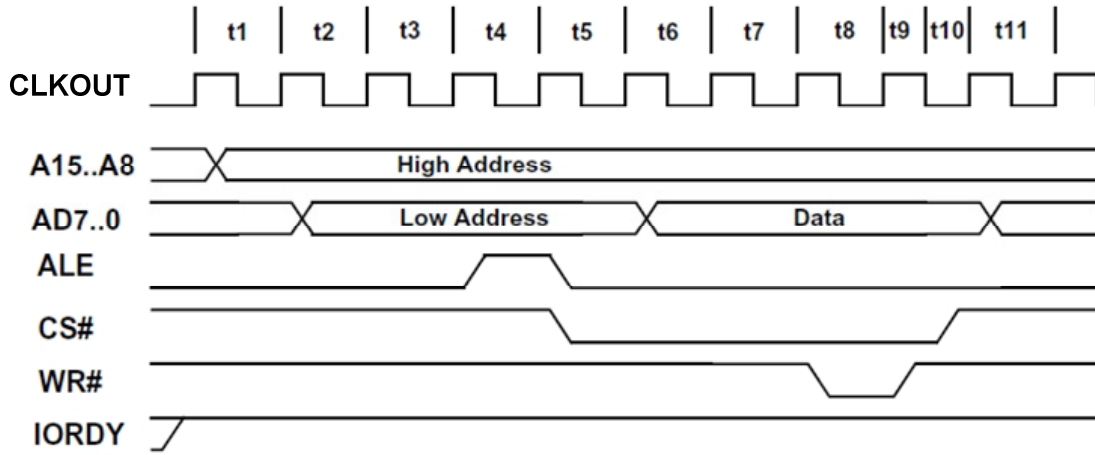 t1 t2 t3 t4 t5 t6 t7 t8 t9 t10 t11
CLKOUT
A15..A8 High Address
AD7..0 Low Address Data
ALE
CS#
WR#
IORDY